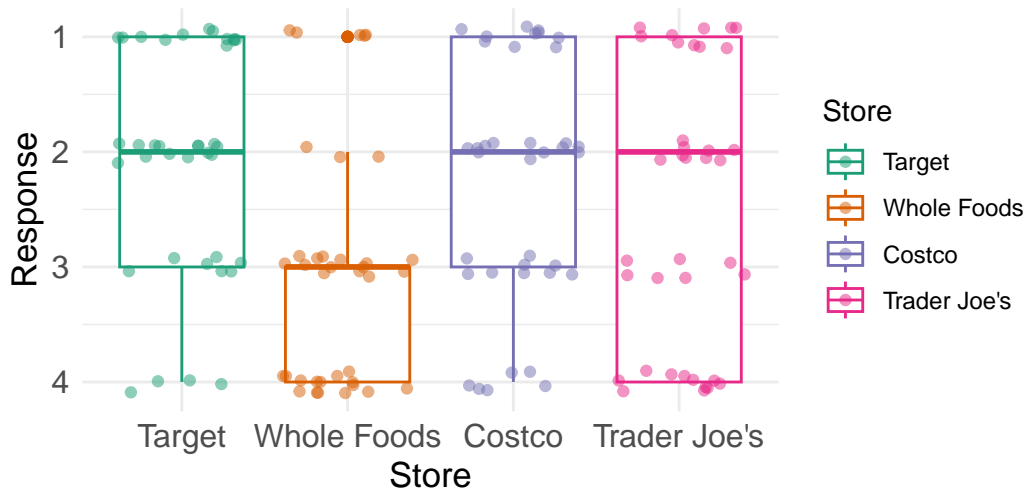 Response
1
2
3
4
Target
Whole Foods
Costco
Trader Joe's
Store
Store
Target
Whole Foods
Costco
Trader Joe's